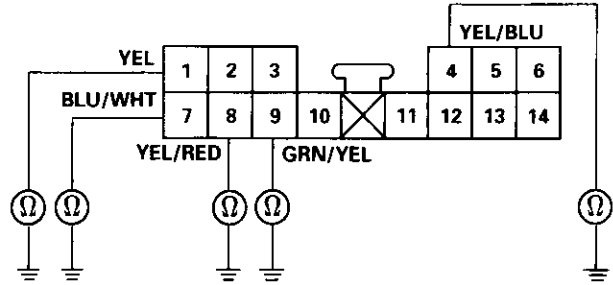 YEL/BLU
YEL 1 2 3 4 5 6
BLU/WHT 7 8 9 10 11 12 13 14
YEL/RED GRN/YEL
Ω Ω Ω Ω Ω